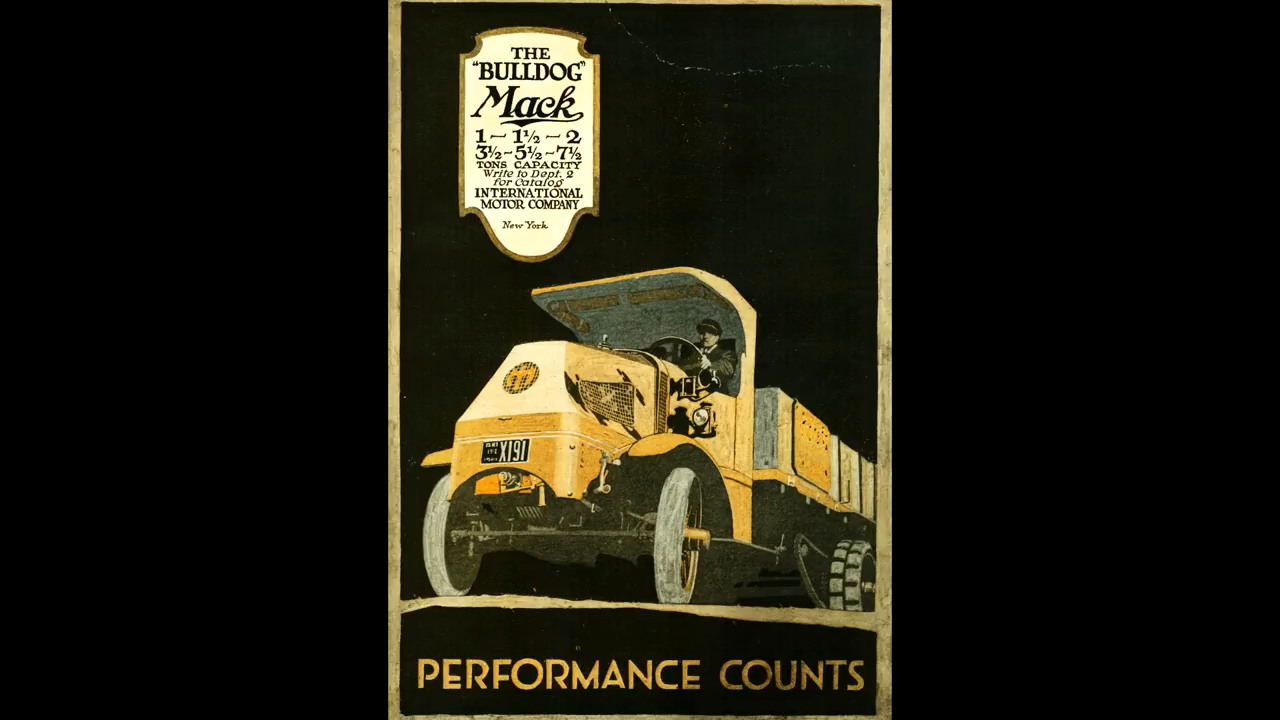 THE
"BULLDOG"
Mack
1 – 1½ – 2
3½ – 5½ – 7½
TONS CAPACITY
Write to Dept. 2
for Catalog
INTERNATIONAL
MOTOR COMPANY
New York
X191
PERFORMANCE COUNTS